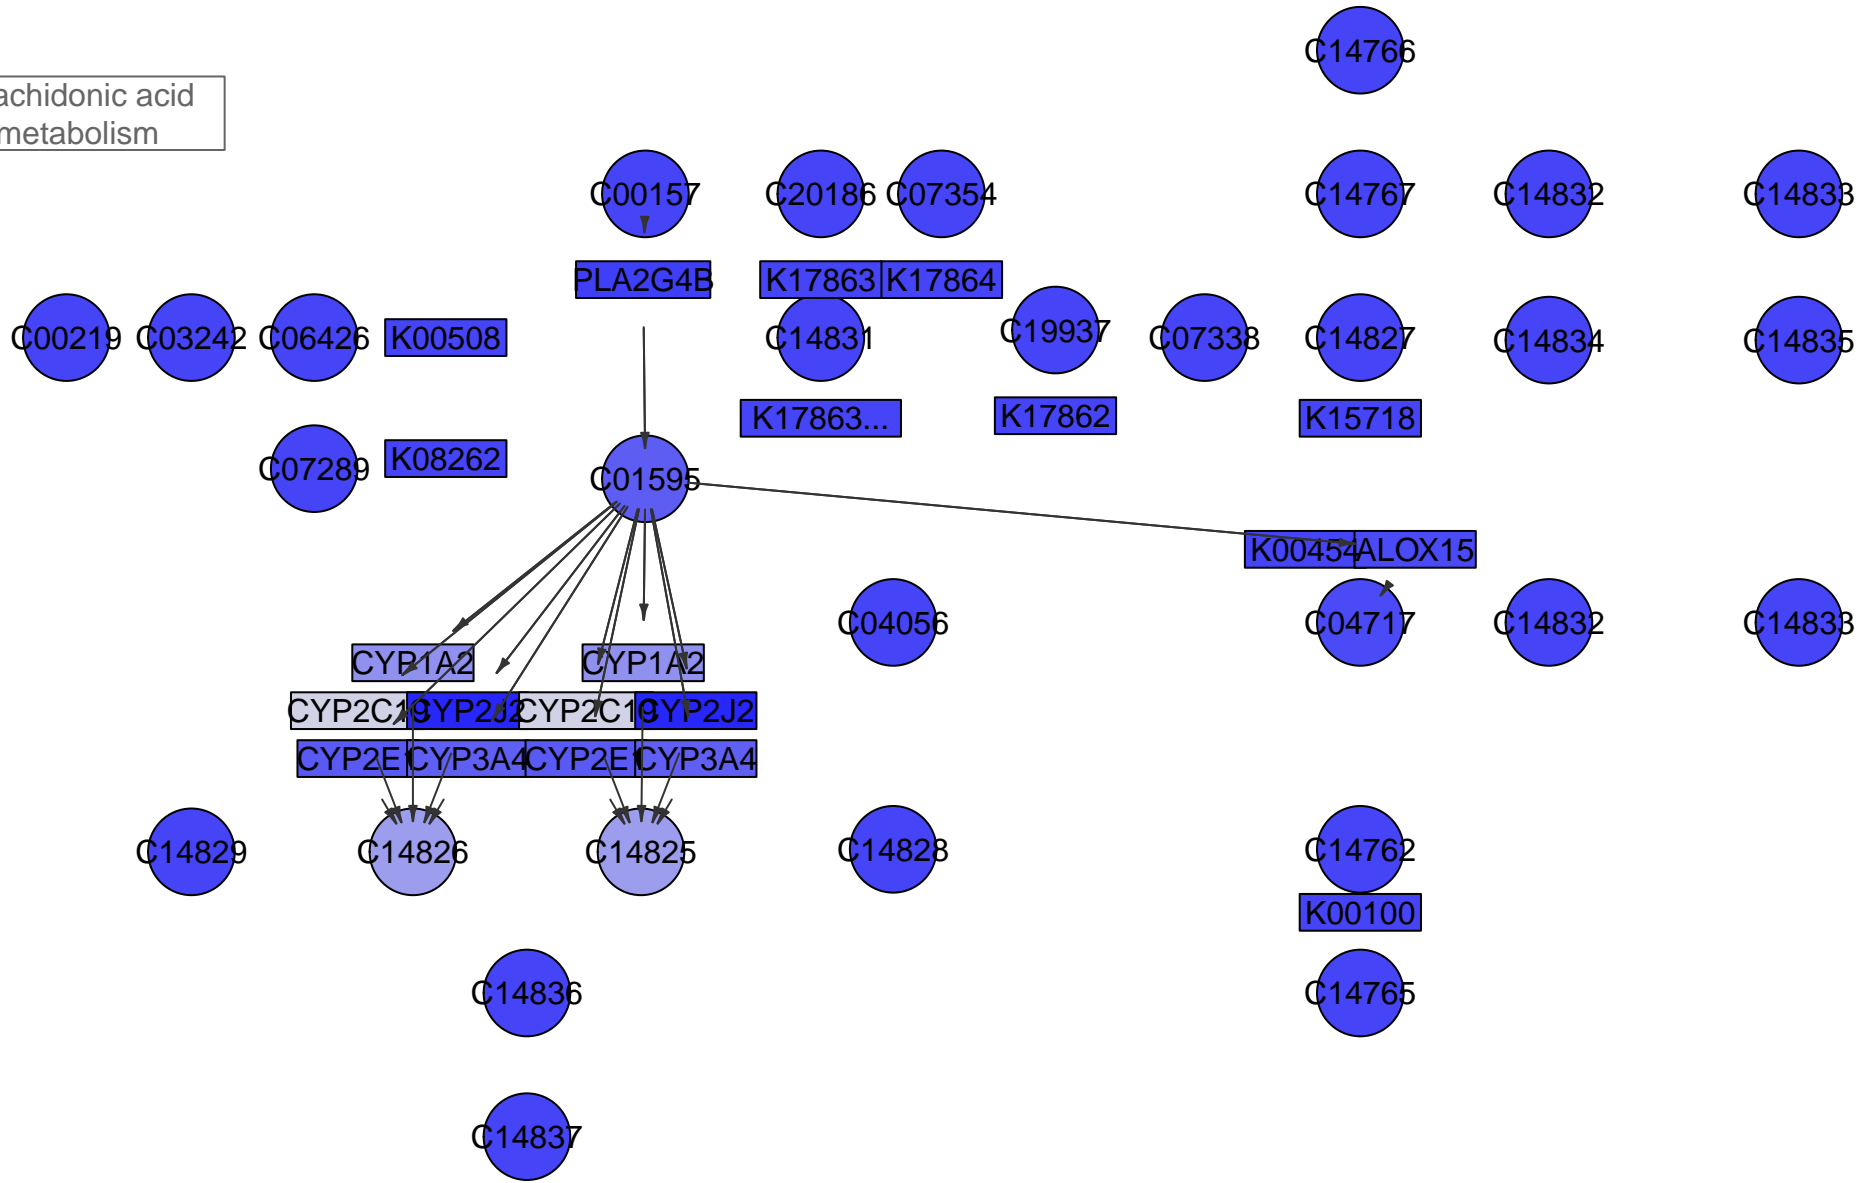 C14766
achidonic acid
metabolism
C00157
C20186
C07354
C14767
C14832
C14833
PLA2G4B
K17863
K17864
C00219
C03242
C06426
K00508
C14831
C19937
C07338
C14827
C14834
C14835
K17863...
K17862
K15718
C07289
K08262
C01595
K00454
ALOX15
C04056
C04717
C14832
C14833
CYP1A2
CYP1A2
CYP2C19
CYP2J2
CYP2C19
CYP2J2
CYP2E1
CYP3A4
CYP2E1
CYP3A4
C14829
C14826
C14825
C14828
C14762
K00100
C14836
C14765
C14837